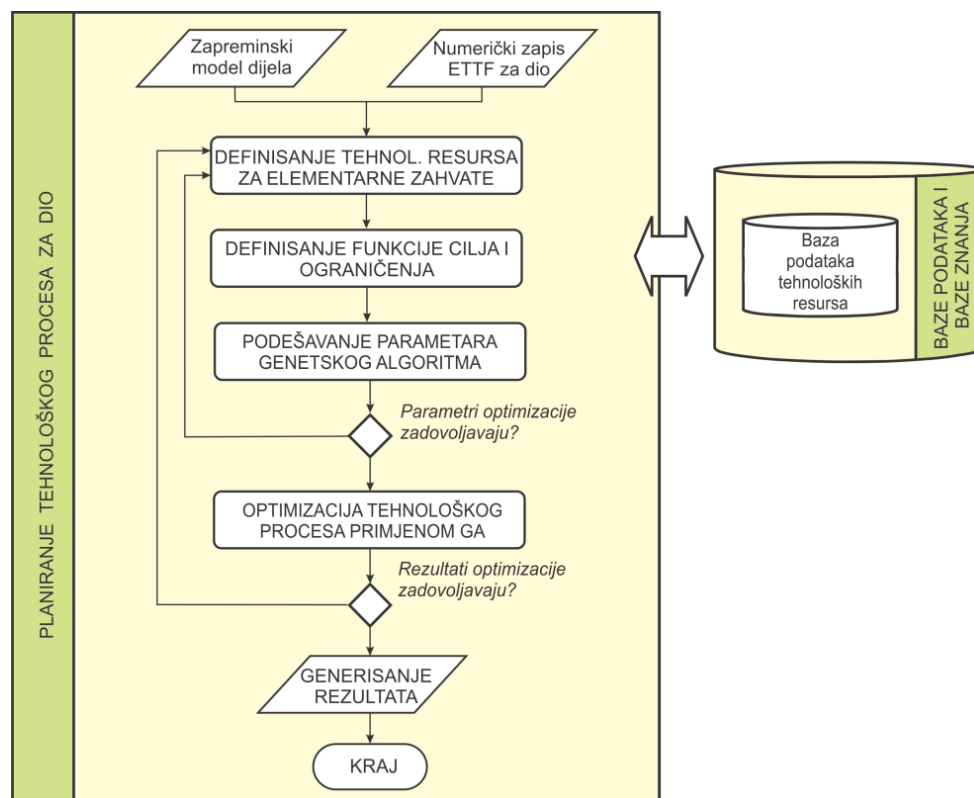 Zapreminski
model dijela
Numerički zapis
ETTF za dio
DEFINISANJE TEHNOL. RESURSA
ZA ELEMENTARNE ZAHVATE
DEFINISANJE FUNKCIJE CILJA I
OGRANIČENJA
PODEŠAVANJE PARAMETARA
GENETSKOG ALGORITMA
Parametri optimizacije
zadovoljavaju?
OPTIMIZACIJA TEHNOLOŠKOG
PROCESA PRIMJENOM GA
Rezultati optimizacije
zadovoljavaju?
GENERISANJE
REZULTATA
KRAJ
PLANIRANJE TEHNOLOŠKOG PROCESA ZA DIO
Baza
podataka
tehnoloških
resursa
BAZE PODATAKA I
BAZE ZNANJA